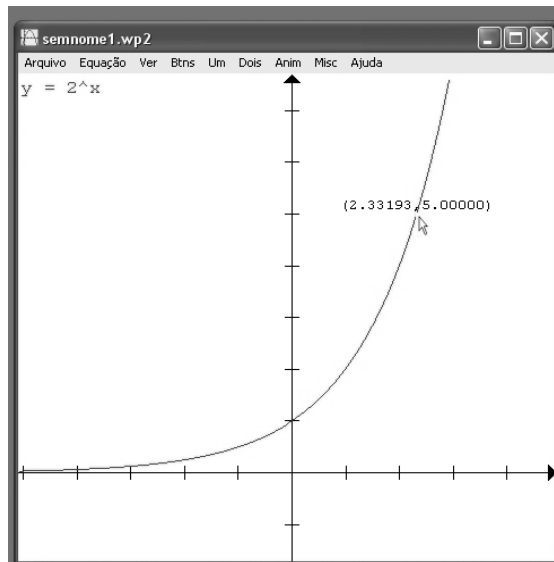 semnome1.wp2
Arquivo Equação Ver Btns Um Dois Anim Misc Ajuda
y = 2^x
(2.33193,5.00000)